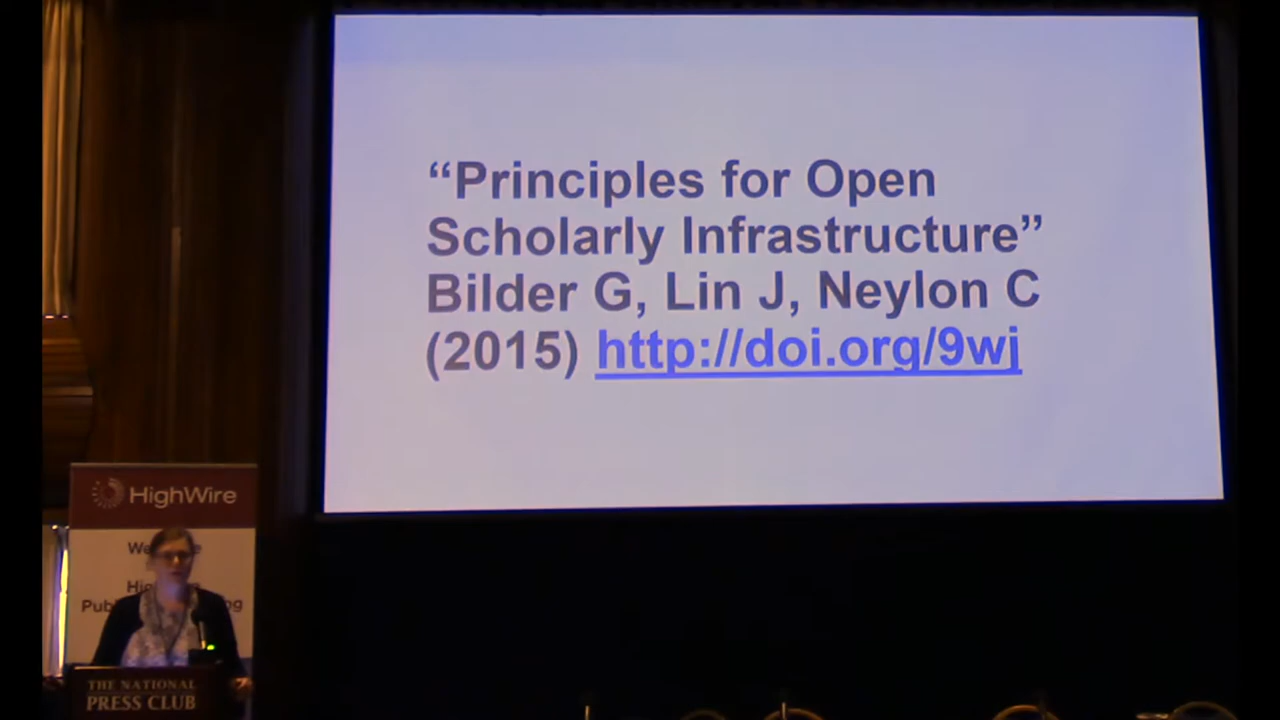 “Principles for Open
Scholarly Infrastructure”
Bilder G, Lin J, Neylon C
(2015) http://doi.org/9wj
HighWire
THE NATIONAL
PRESS CLUB